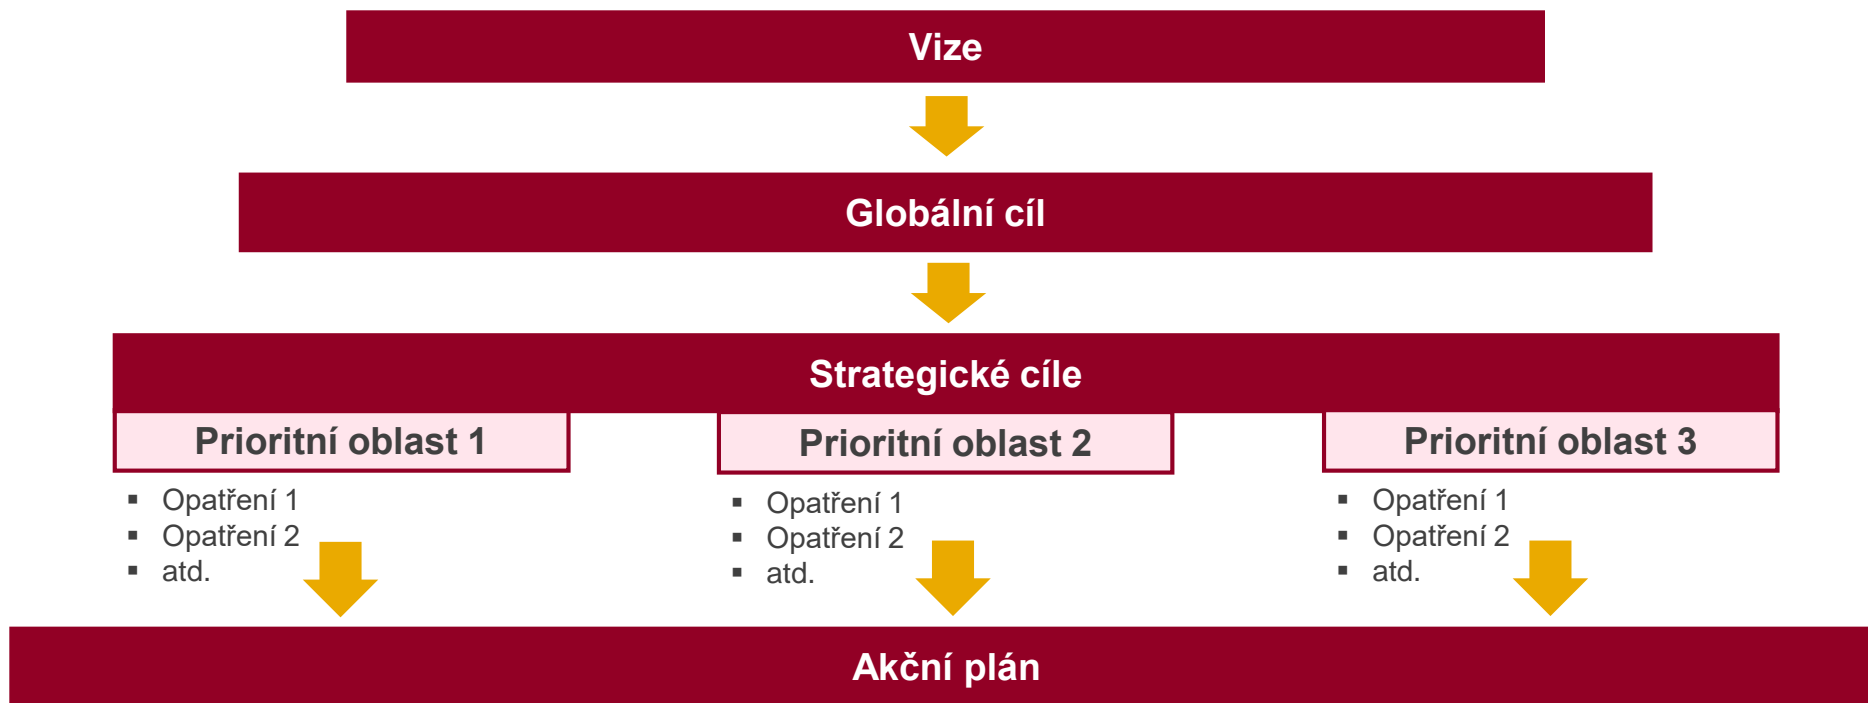 Vize
Globální cíl
Strategické cíle
Prioritní oblast 1
▪ Opatření 1
▪ Opatření 2
▪ atd.
Prioritní oblast 2
▪ Opatření 1
▪ Opatření 2
▪ atd.
Prioritní oblast 3
▪ Opatření 1
▪ Opatření 2
▪ atd.
Akční plán